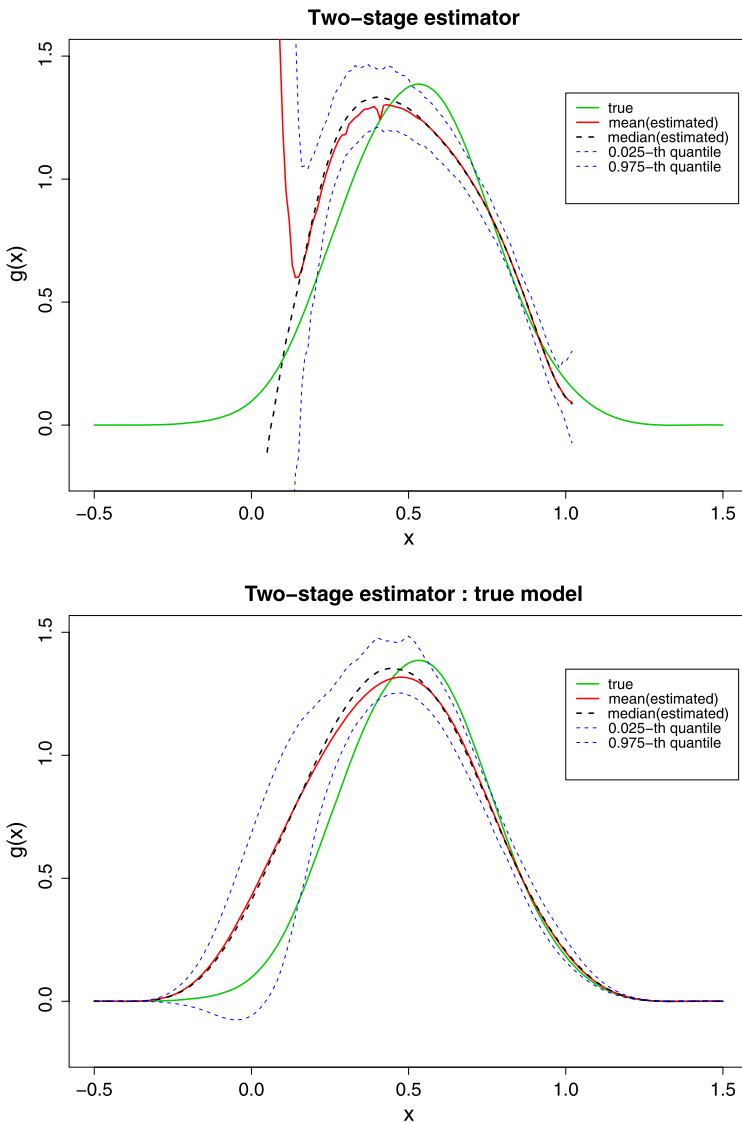 Two−stage estimator
1.5
1.0
0.5
0.0
g(x)
true
mean(estimated)
median(estimated)
0.025−th quantile
0.975−th quantile
−0.5 0.0 0.5 1.0 1.5
x
Two−stage estimator : true model
1.5
1.0
0.5
0.0
g(x)
true
mean(estimated)
median(estimated)
0.025−th quantile
0.975−th quantile
−0.5 0.0 0.5 1.0 1.5
x